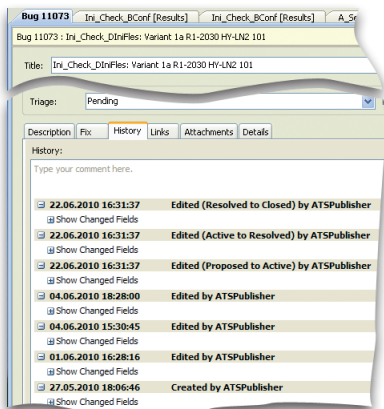 Bug 11073 Ini_Check_BConf [Results] Ini_Check_BConf [Results] A_Se
Bug 11073 : Ini_Check_DIniFles: Variant 1a R1-2030 HY-LN2 101
Title: Ini_Check_DIniFles: Variant 1a R1-2030 HY-LN2 101
Triage: Pending
Description Fix History Links Attachments Details
History:
Type your comment here.
22.06.2010 16:31:37 Edited (Resolved to Closed) by ATSPublisher
Show Changed Fields
22.06.2010 16:31:37 Edited (Active to Resolved) by ATSPublisher
Show Changed Fields
22.06.2010 16:31:37 Edited (Proposed to Active) by ATSPublisher
Show Changed Fields
04.06.2010 18:28:00 Edited by ATSPublisher
Show Changed Fields
04.06.2010 15:30:45 Edited by ATSPublisher
Show Changed Fields
01.06.2010 16:28:16 Edited by ATSPublisher
Show Changed Fields
27.05.2010 18:06:46 Created by ATSPublisher
Show Changed Fields